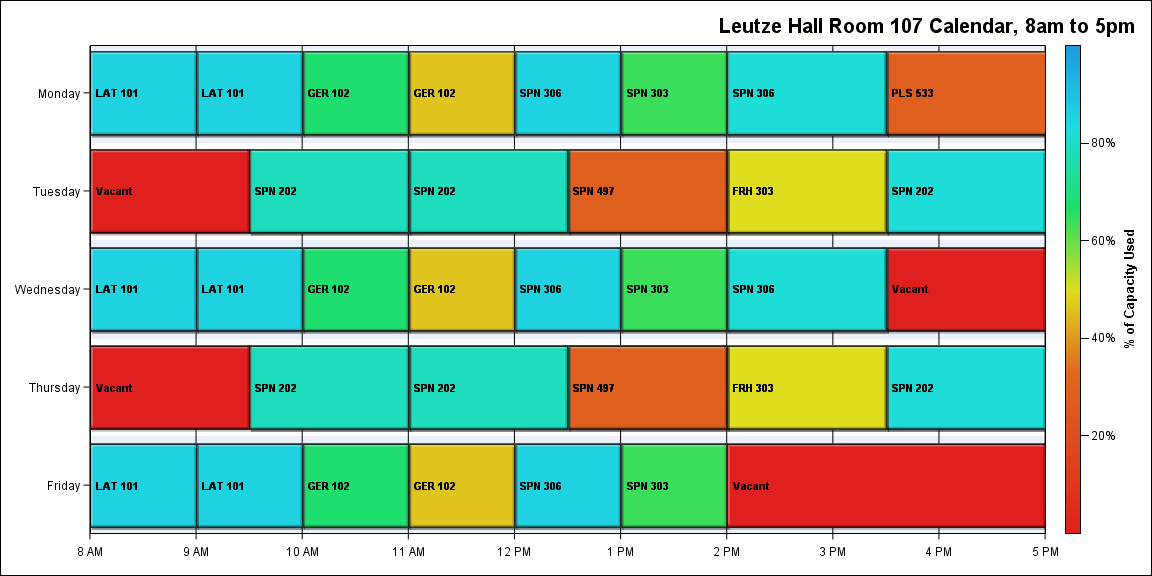 Leutze Hall Room 107 Calendar, 8am to 5pm
Monday
LAT 101
LAT 101
GER 102
GER 102
SPN 306
SPN 303
SPN 306
PLS 533
Tuesday
Vacant
SPN 202
SPN 202
SPN 497
FRH 303
SPN 202
Wednesday
LAT 101
LAT 101
GER 102
GER 102
SPN 306
SPN 303
SPN 306
Vacant
Thursday
Vacant
SPN 202
SPN 202
SPN 497
FRH 303
SPN 202
Friday
LAT 101
LAT 101
GER 102
GER 102
SPN 306
SPN 303
Vacant
8 AM
9 AM
10 AM
11 AM
12 PM
1 PM
2 PM
3 PM
4 PM
5 PM
80%
60%
40%
20%
% of Capacity Used